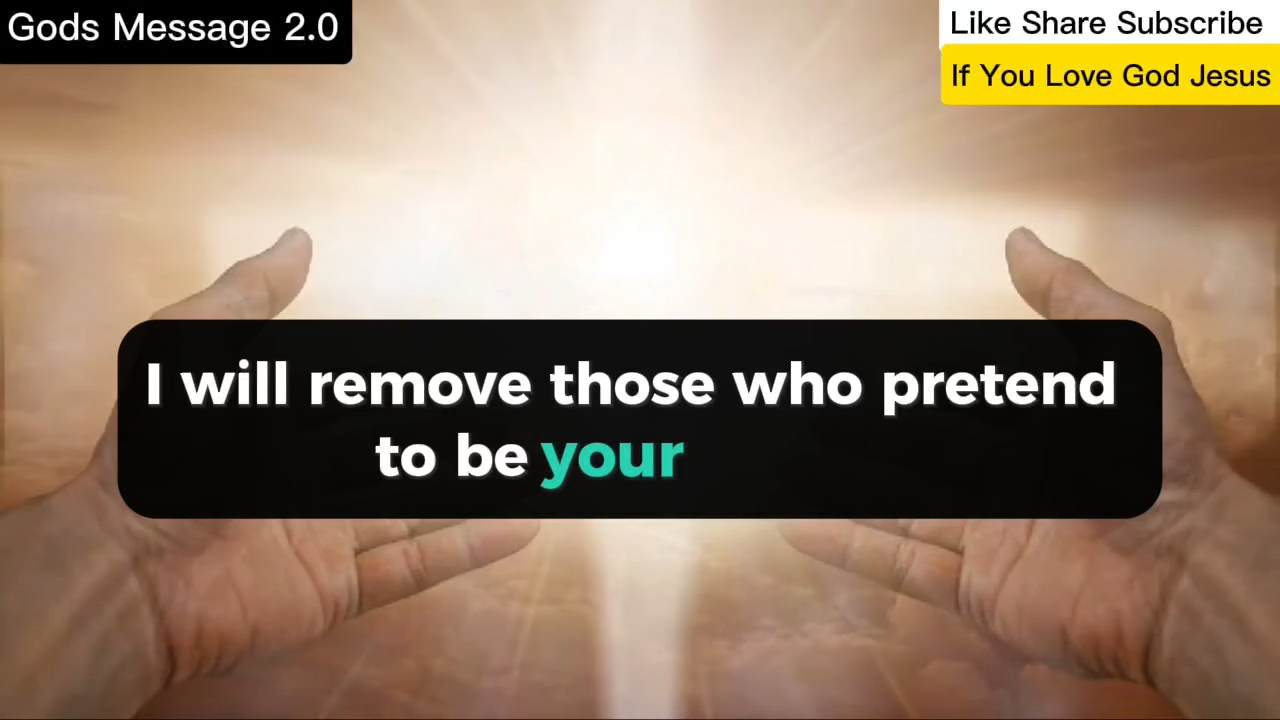 Gods Message 2.0
Like Share Subscribe
If You Love God Jesus
I will remove those who pretend
to be your